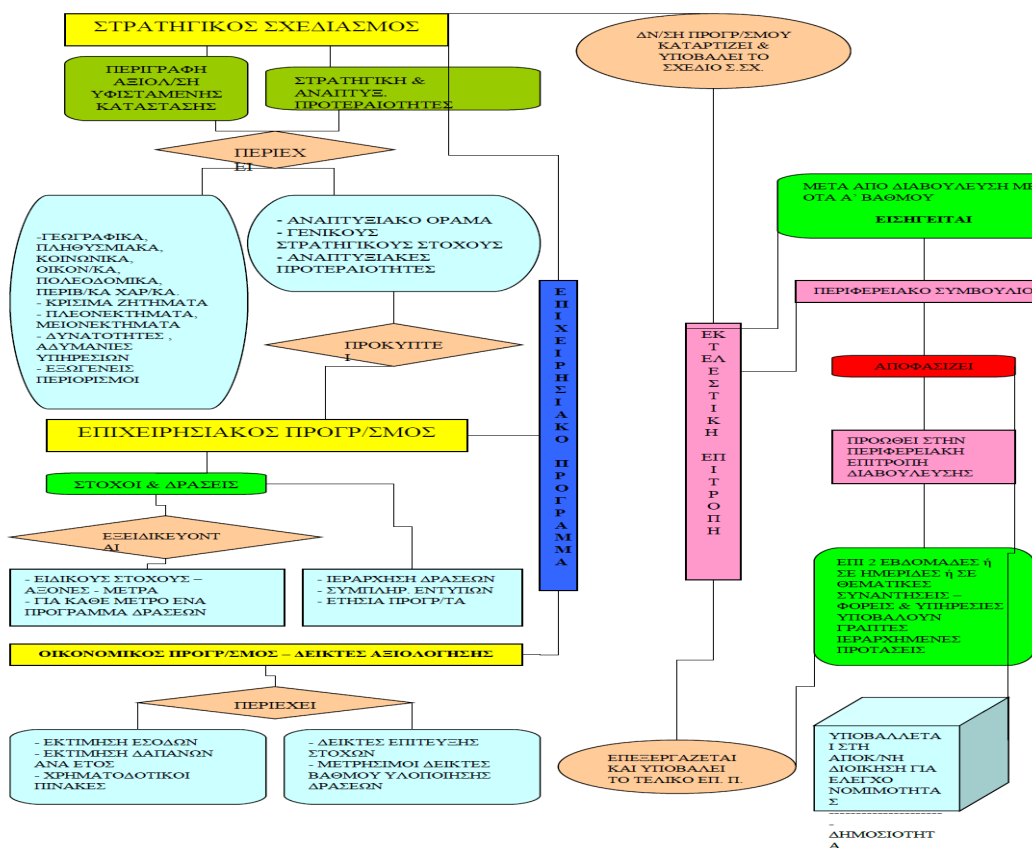 ΣΤΡΑΤΗΓΙΚΟΣ ΣΧΕΔΙΑΣΜΟΣ
ΠΕΡΙΓΡΑΦΗ
ΑΞΙΟΛ/ΣΗ
ΥΦΙΣΤΑΜΕΝΗΣ
ΚΑΤΑΣΤΑΣΗΣ
ΣΤΡΑΤΗΓΙΚΗ &
ΑΝΑΠΤΥΞ.
ΠΡΟΤΕΡΑΙΟΤΗΤΕΣ
ΠΕΡΙΕΧ
ΕΙ
-ΓΕΩΓΡΑΦΙΚΑ,
ΠΛΗΘΥΣΜΙΑΚΑ,
ΚΟΙΝΩΝΙΚΑ,
ΟΙΚΟΝ/ΚΑ,
ΠΟΛΕΟΔΟΜΙΚΑ,
ΠΕΡΙΒ/ΚΑ ΧΑΡ/ΚΑ.
- ΚΡΙΣΙΜΑ ΖΗΤΗΜΑΤΑ
- ΠΛΕΟΝΕΚΤΗΜΑΤΑ,
ΜΕΙΟΝΕΚΤΗΜΑΤΑ
- ΔΥΝΑΤΟΤΗΤΕΣ ,
ΑΔΥΜΑΝΙΕΣ
ΥΠΗΡΕΣΙΩΝ
- ΕΞΩΓΕΝΕΙΣ
ΠΕΡΙΟΡΙΣΜΟΙ
- ΑΝΑΠΤΥΞΙΑΚΟ ΟΡΑΜΑ
- ΓΕΝΙΚΟΥΣ
ΣΤΡΑΤΗΓΙΚΟΥΣ ΣΤΟΧΟΥΣ
- ΑΝΑΠΤΥΞΙΑΚΕΣ
ΠΡΟΤΕΡΑΙΟΤΗΤΕΣ
ΠΡΟΚΥΠΤΕ
Ι
ΕΠΙΧΕΙΡΗΣΙΑΚΟΣ ΠΡΟΓΡ/ΣΜΟΣ
ΣΤΟΧΟΙ & ΔΡΑΣΕΙΣ
ΕΞΕΙΔΙΚΕΥΟΝΤ
ΑΙ
- ΕΙΔΙΚΟΥΣ ΣΤΟΧΟΥΣ –
ΑΞΟΝΕΣ - ΜΕΤΡΑ
- ΓΙΑ ΚΑΘΕ ΜΕΤΡΟ ΕΝΑ
ΠΡΟΓΡΑΜΜΑ ΔΡΑΣΕΩΝ
- ΙΕΡΑΡΧΗΣΗ ΔΡΑΣΕΩΝ
- ΣΥΜΠΛΗΡ. ΕΝΤΥΠΩΝ
- ΕΤΗΣΙΑ ΠΡΟΓΡ/ΤΑ
ΟΙΚΟΝΟΜΙΚΟΣ ΠΡΟΓΡ/ΣΜΟΣ – ΔΕΙΚΤΕΣ ΑΞΙΟΛΟΓΗΣΗΣ
ΠΕΡΙΕΧΕΙ
- ΕΚΤΙΜΗΣΗ ΕΣΟΔΩΝ
- ΕΚΤΙΜΗΣΗ ΔΑΠΑΝΩΝ
ΑΝΑ ΕΤΟΣ
- ΧΡΗΜΑΤΟΔΟΤΙΚΟΙ
ΠΙΝΑΚΕΣ
- ΔΕΙΚΤΕΣ ΕΠΙΤΕΥΞΗΣ
ΣΤΟΧΩΝ
- ΜΕΤΡΗΣΙΜΟΙ ΔΕΙΚΤΕΣ
ΒΑΘΜΟΥ ΥΛΟΠΟΙΗΣΗΣ
ΔΡΑΣΕΩΝ
ΕΠΙΧΕΙΡΗΣΙΑΚΟ ΠΡΟΓΡΑΜΜΑ
ΔΝ/ΣΗ ΠΡΟΓΡ/ΣΜΟΥ
ΚΑΤΑΡΤΙΖΕΙ &
ΥΠΟΒΑΛΕΙ ΤΟ
ΣΧΕΔΙΟ Σ.ΣΧ.
ΕΚΤΕΛΕΣΤΙΚΗ ΕΠΙΤΡΟΠΗ
ΕΠΕΞΕΡΓΑΖΕΤΑΙ
ΚΑΙ ΥΠΟΒΑΛΕΙ
ΤΟ ΤΕΛΙΚΟ ΕΠ. Π.
ΜΕΤΑ ΑΠΟ ΔΙΑΒΟΥΛΕΥΣΗ ΜΕ
ΟΤΑ Α' ΒΑΘΜΟΥ
ΕΙΣΗΓΕΙΤΑΙ
ΠΕΡΙΦΕΡΕΙΑΚΟ ΣΥΜΒΟΥΛΙΟ
ΑΠΟΦΑΣΙΖΕΙ
ΠΡΟΩΘΕΙ ΣΤΗΝ
ΠΕΡΙΦΕΡΕΙΑΚΗ
ΕΠΙΤΡΟΠΗ
ΔΙΑΒΟΥΛΕΥΣΗΣ
ΕΠΙ 2 ΕΒΔΟΜΑΔΕΣ ή
ΣΕ ΗΜΕΡΙΔΕΣ ή ΣΕ
ΘΕΜΑΤΙΚΕΣ
ΣΥΝΑΝΤΗΣΕΙΣ –
ΦΟΡΕΙΣ & ΥΠΗΡΕΣΙΕΣ
ΥΠΟΒΑΛΟΥΝ
ΓΡΑΠΤΕΣ
ΙΕΡΑΡΧΗΜΕΝΕΣ
ΠΡΟΤΑΣΕΙΣ
ΥΠΟΒΑΛΛΕΤΑ
Ι ΣΤΗ
ΑΠΟΚ/ΝΗ
ΔΙΟΙΚΗΣΗ ΓΙΑ
ΕΛΕΓΧΟ
ΝΟΜΙΜΟΤΗΤΑ
Σ
---------------------
-
ΔΗΜΟΣΙΟΤΗΤ
Α